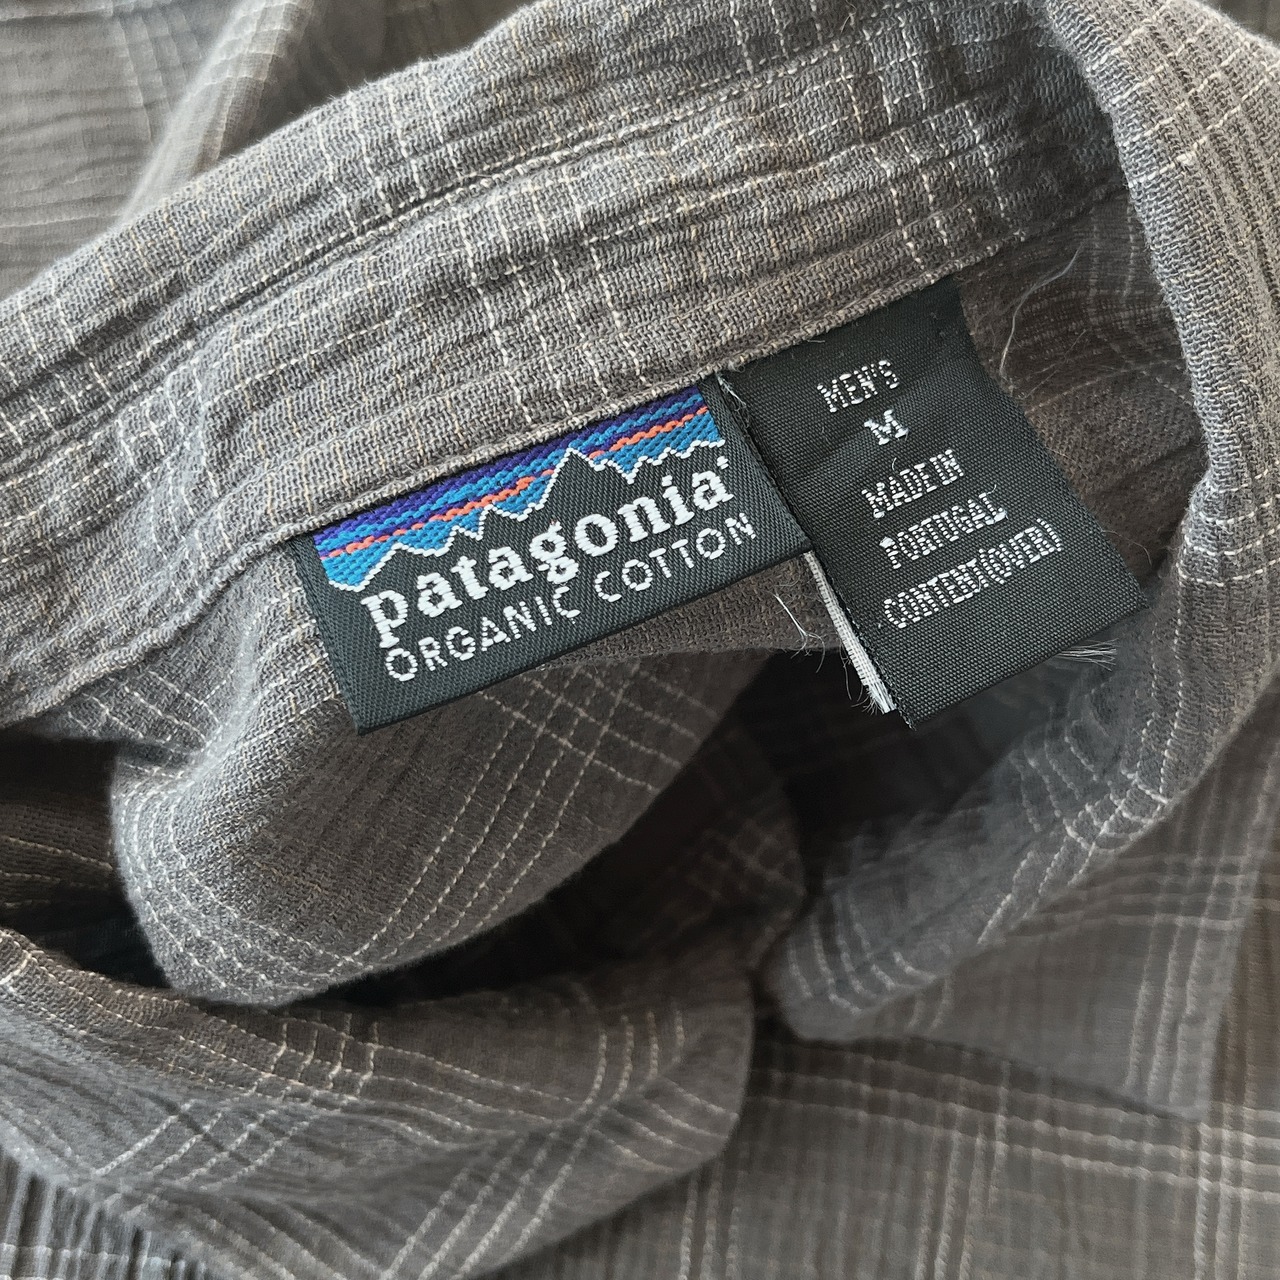 patagonia®
ORGANIC COTTON
MEN'S
M
MADE IN
PORTUGAL
CONTENT(OVER)